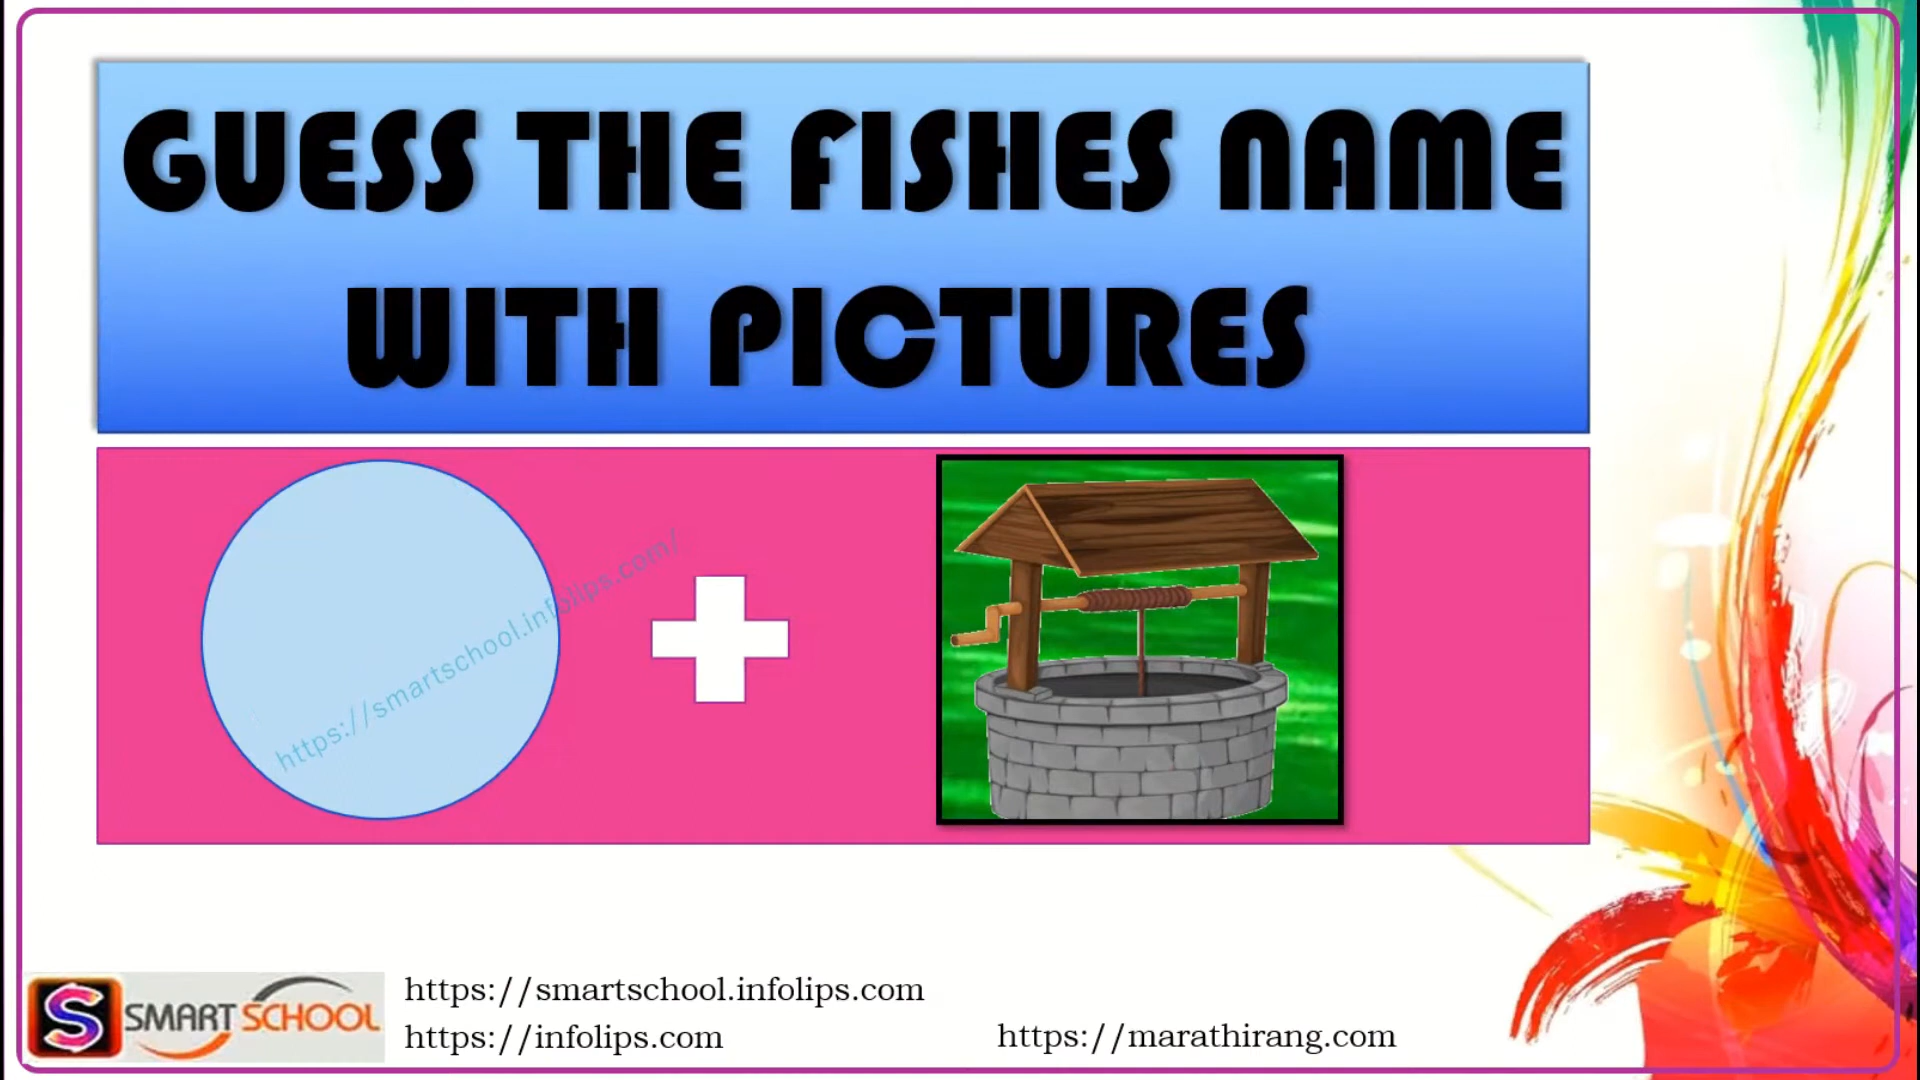 GUESS THE FISHES NAME
WITH PICTURES
https://smartschool.infolips.com/
S SMART SCHOOL
https://smartschool.infolips.com
https://infolips.com
https://marathirang.com